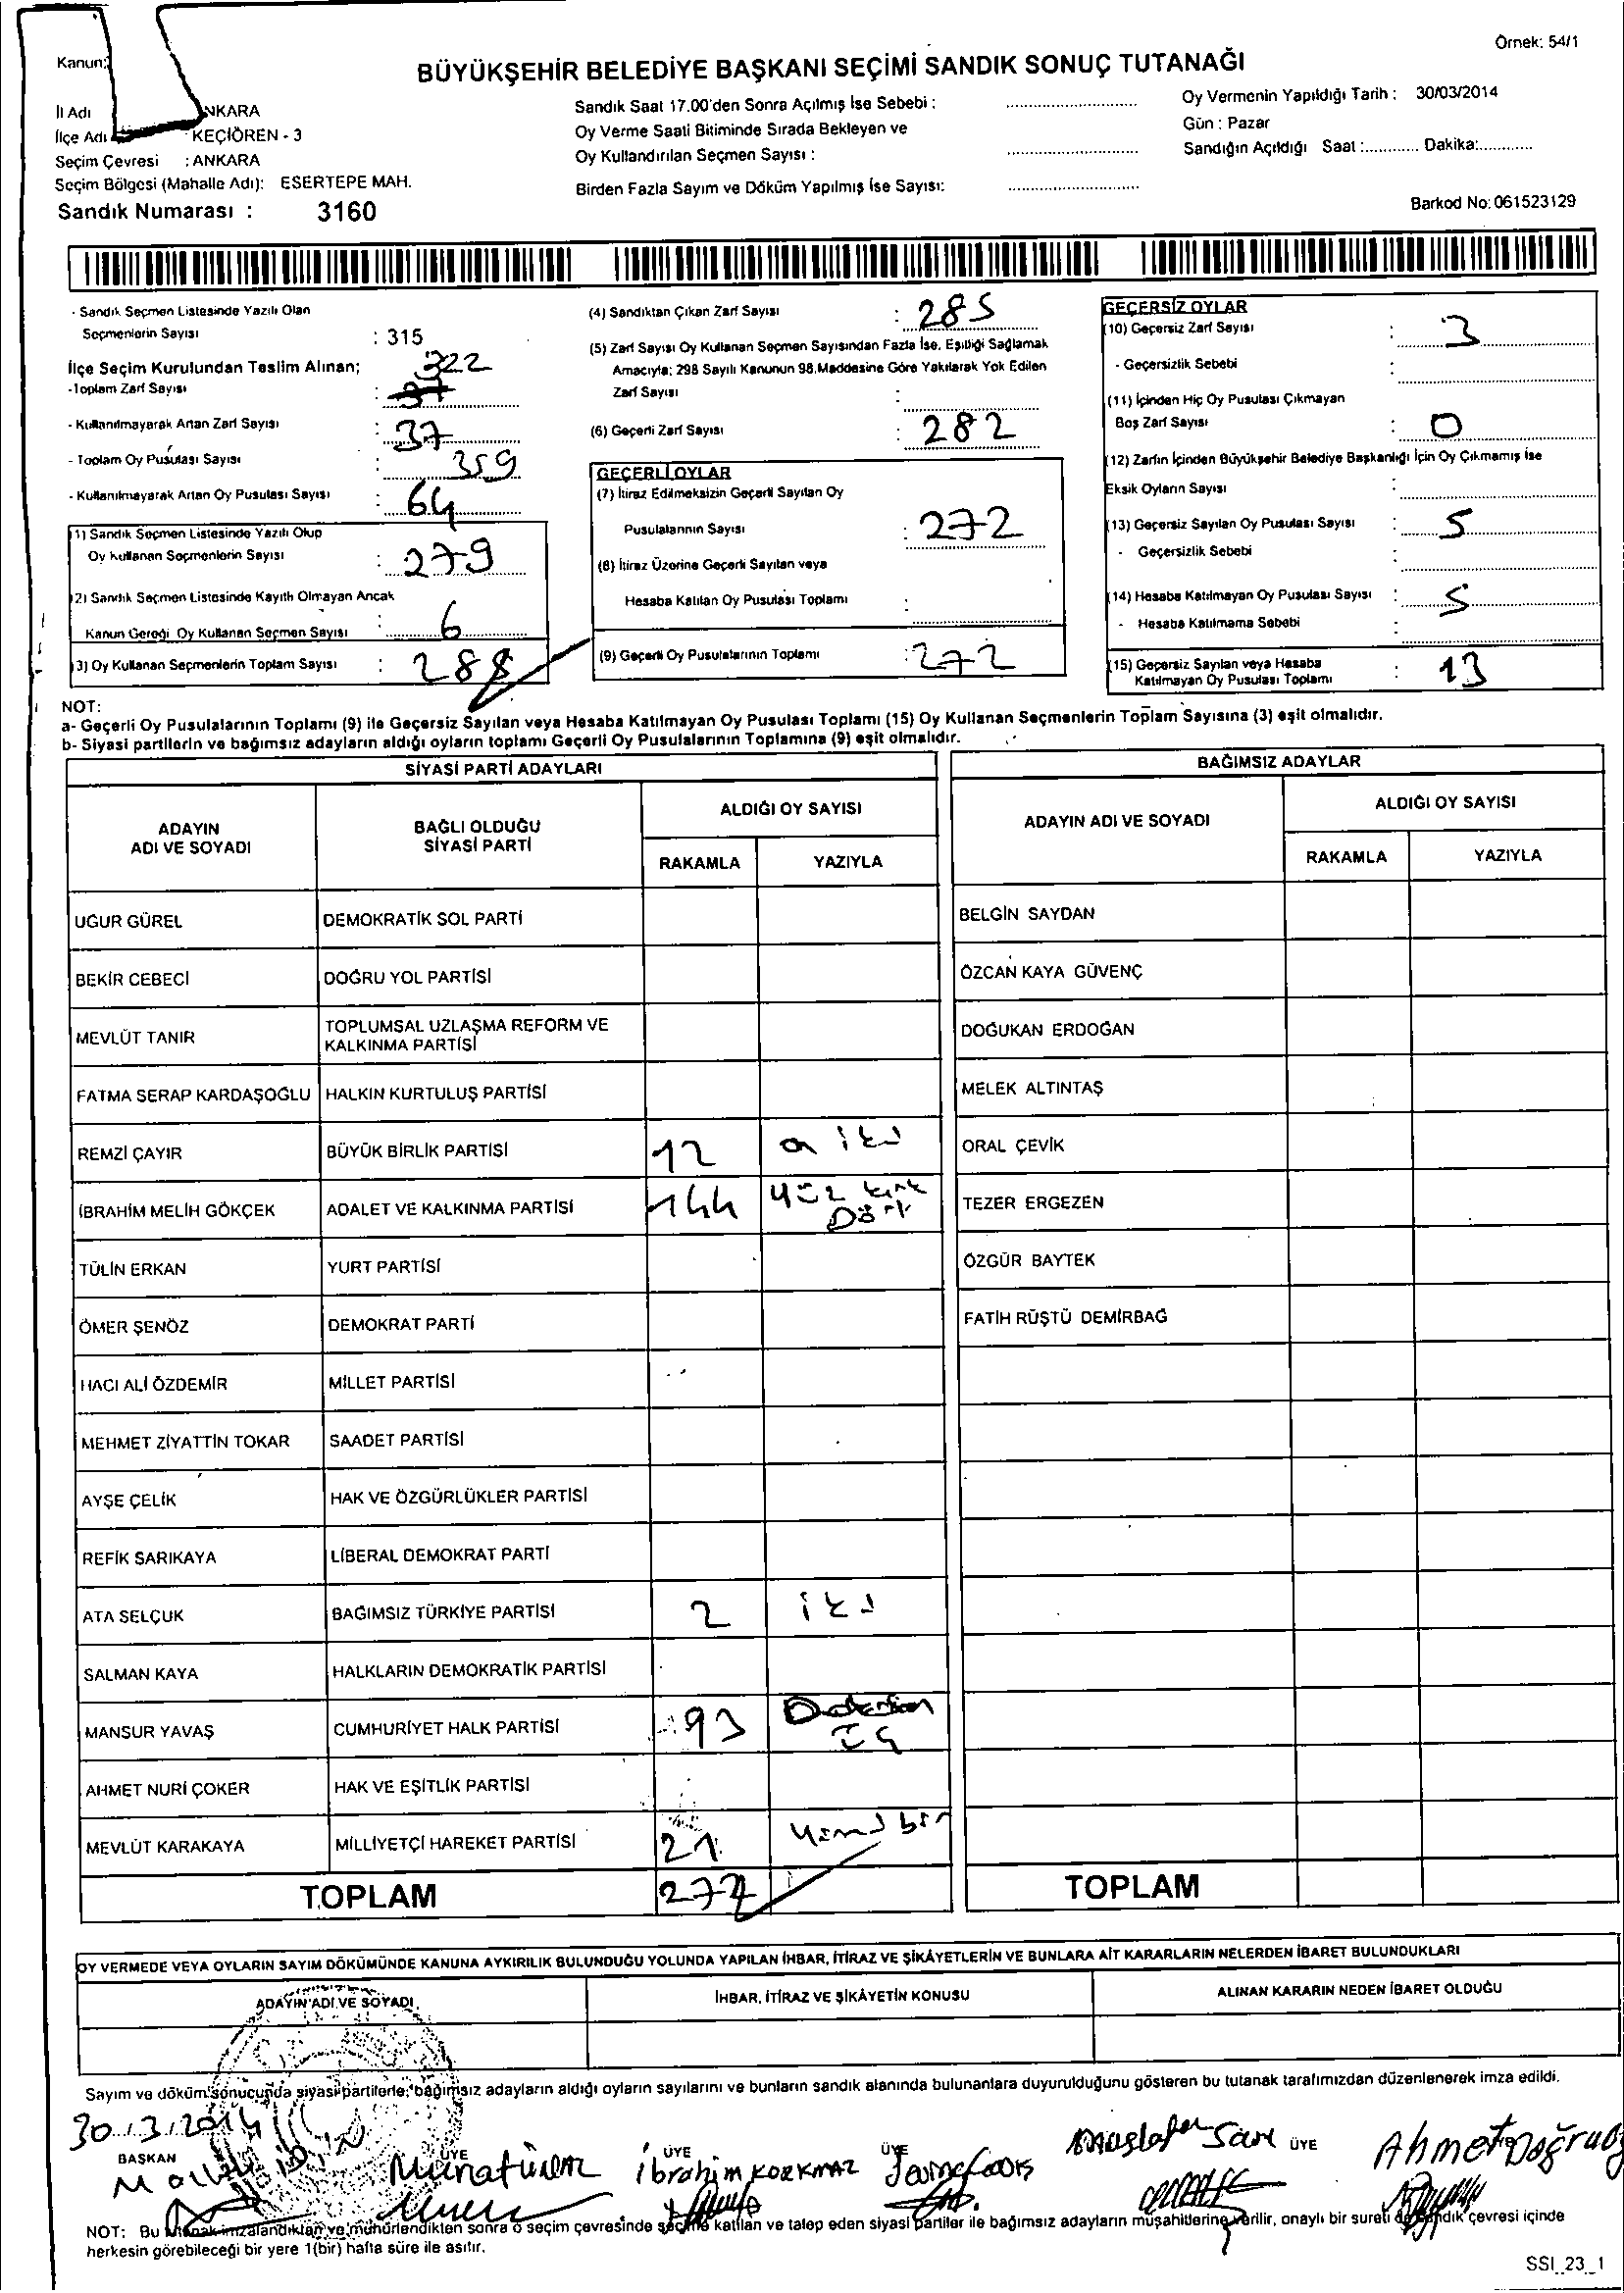 Örnek: 54/1
Kanun:
BÜYÜKŞEHİR BELEDİYE BAŞKANI SEÇİMİ SANDIK SONUÇ TUTANAĞI
İl Adı NKARA
İlçe Adı KEÇİÖREN - 3
Seçim Çevresi : ANKARA
Seçim Bölgesi (Mahalle Adı): ESERTEPE MAH.
Sandık Numarası : 3160
Sandık Saat 17.00'den Sonra Açılmış İse Sebebi :
Oy Verme Saati Bitiminde Sırada Bekleyen ve
Oy Kullandırılan Seçmen Sayısı :
Birden Fazla Sayım ve Döküm Yapılmış İse Sayısı:
Oy Vermenin Yapıldığı Tarih : 30/03/2014
Gün : Pazar
Sandığın Açıldığı Saat :............ Dakika:............
Barkod No: 061523129
- Sandık Seçmen Listesinde Yazılı Olan
Seçmenlerin Sayısı : 315
İlçe Seçim Kurulundan Teslim Alınan; 322
-Toplam Zarf Sayısı : 37
- Kullanılmayarak Artan Zarf Sayısı : 37
- Toplam Oy Pusulası Sayısı : 359
- Kullanılmayarak Artan Oy Pusulası Sayısı : 64
(1) Sandık Seçmen Listesinde Yazılı Olup
Oy Kullanan Seçmenlerin Sayısı : 279
(2) Sandık Seçmen Listesinde Kayıtlı Olmayan Ancak
Kanun Gereği Oy Kullanan Seçmen Sayısı : 6
(3) Oy Kullanan Seçmenlerin Toplam Sayısı : 288
(4) Sandıktan Çıkan Zarf Sayısı : 285
(5) Zarf Sayısı Oy Kullanan Seçmen Sayısından Fazla İse, Eşitliği Sağlamak
Amacıyla; 298 Sayılı Kanunun 98.Maddesine Göre Yakılarak Yok Edilen
Zarf Sayısı :
(6) Geçerli Zarf Sayısı : 282
GEÇERLİ OYLAR
(7) İtiraz Edilmeksizin Geçerli Sayılan Oy
Pusulalarının Sayısı : 272
(8) İtiraz Üzerine Geçerli Sayılan veya
Hesaba Katılan Oy Pusulası Toplamı :
(9) Geçerli Oy Pusulalarının Toplamı : 272
GEÇERSİZ OYLAR
(10) Geçersiz Zarf Sayısı : 3
- Geçersizlik Sebebi :
(11) İçinden Hiç Oy Pusulası Çıkmayan
Boş Zarf Sayısı : 0
(12) Zarfın İçinden Büyükşehir Belediye Başkanlığı İçin Oy Çıkmamış İse
Eksik Oyların Sayısı :
(13) Geçersiz Sayılan Oy Pusulası Sayısı : 5
- Geçersizlik Sebebi :
(14) Hesaba Katılmayan Oy Pusulası Sayısı : 5
- Hesaba Katılmama Sebebi :
(15) Geçersiz Sayılan veya Hesaba
Katılmayan Oy Pusulası Toplamı : 13
NOT:
a- Geçerli Oy Pusulalarının Toplamı (9) ile Geçersiz Sayılan veya Hesaba Katılmayan Oy Pusulası Toplamı (15) Oy Kullanan Seçmenlerin Toplam Sayısına (3) eşit olmalıdır.
b- Siyasi partilerin ve bağımsız adayların aldığı oyların toplamı Geçerli Oy Pusulalarının Toplamına (9) eşit olmalıdır.
SİYASİ PARTİ ADAYLARI
ADAYIN ADI VE SOYADI
BAĞLI OLDUĞU SİYASİ PARTİ
ALDIĞI OY SAYISI
RAKAMLA YAZIYLA
UĞUR GÜREL DEMOKRATİK SOL PARTİ
BEKİR CEBECİ DOĞRU YOL PARTİSİ
MEVLÜT TANIR TOPLUMSAL UZLAŞMA REFORM VE
KALKINMA PARTİSİ
FATMA SERAP KARDAŞOĞLU HALKIN KURTULUŞ PARTİSİ
REMZİ ÇAYIR BÜYÜK BİRLİK PARTİSİ 12 on iki
İBRAHİM MELİH GÖKÇEK ADALET VE KALKINMA PARTİSİ 144 yüz kırk
Dört
TÜLİN ERKAN YURT PARTİSİ
ÖMER ŞENÖZ DEMOKRAT PARTİ
HACI ALİ ÖZDEMİR MİLLET PARTİSİ
MEHMET ZİYATTİN TOKAR SAADET PARTİSİ
AYŞE ÇELİK HAK VE ÖZGÜRLÜKLER PARTİSİ
REFİK SARIKAYA LİBERAL DEMOKRAT PARTİ
ATA SELÇUK BAĞIMSIZ TÜRKİYE PARTİSİ 2 iki
SALMAN KAYA HALKLARIN DEMOKRATİK PARTİSİ
MANSUR YAVAŞ CUMHURİYET HALK PARTİSİ 93
AHMET NURİ ÇOKER HAK VE EŞİTLİK PARTİSİ
MEVLÜT KARAKAYA MİLLİYETÇİ HAREKET PARTİSİ 21 yirmi bir
TOPLAM 272
BAĞIMSIZ ADAYLAR
ADAYIN ADI VE SOYADI
ALDIĞI OY SAYISI
RAKAMLA YAZIYLA
BELGİN SAYDAN
ÖZCAN KAYA GÜVENÇ
DOĞUKAN ERDOĞAN
MELEK ALTINTAŞ
ORAL ÇEVİK
TEZER ERGEZEN
ÖZGÜR BAYTEK
FATİH RÜŞTÜ DEMİRBAĞ
TOPLAM
OY VERMEDE VEYA OYLARIN SAYIM DÖKÜMÜNDE KANUNA AYKIRILIK BULUNDUĞU YOLUNDA YAPILAN İHBAR, İTİRAZ VE ŞİKÂYETLERİN VE BUNLARA AİT KARARLARIN NELERDEN İBARET BULUNDUKLARI
ADAYIN ADI VE SOYADI
İHBAR, İTİRAZ VE ŞİKÂYETİN KONUSU
ALINAN KARARIN NEDEN İBARET OLDUĞU
Sayım ve döküm sonucunda siyasi partilerle, bağımsız adayların aldığı oyların sayılarını ve bunların sandık alanında bulunanlara duyurulduğunu gösteren bu tutanak tarafımızdan düzenlenerek imza edildi.
30.3.2014
BAŞKAN ÜYE ÜYE ÜYE ÜYE
İbrahim KORKMAZ
Mustafa Sarı
NOT: Bu tutanak imzalandıktan ve mühürlendikten sonra o seçim çevresinde seçime katılan ve talep eden siyasi partiler ile bağımsız adayların müşahitlerine verilir, onaylı bir sureti de sandık çevresi içinde
herkesin görebileceği bir yere 1(bir) hafta süre ile asılır.
SSI_23_1